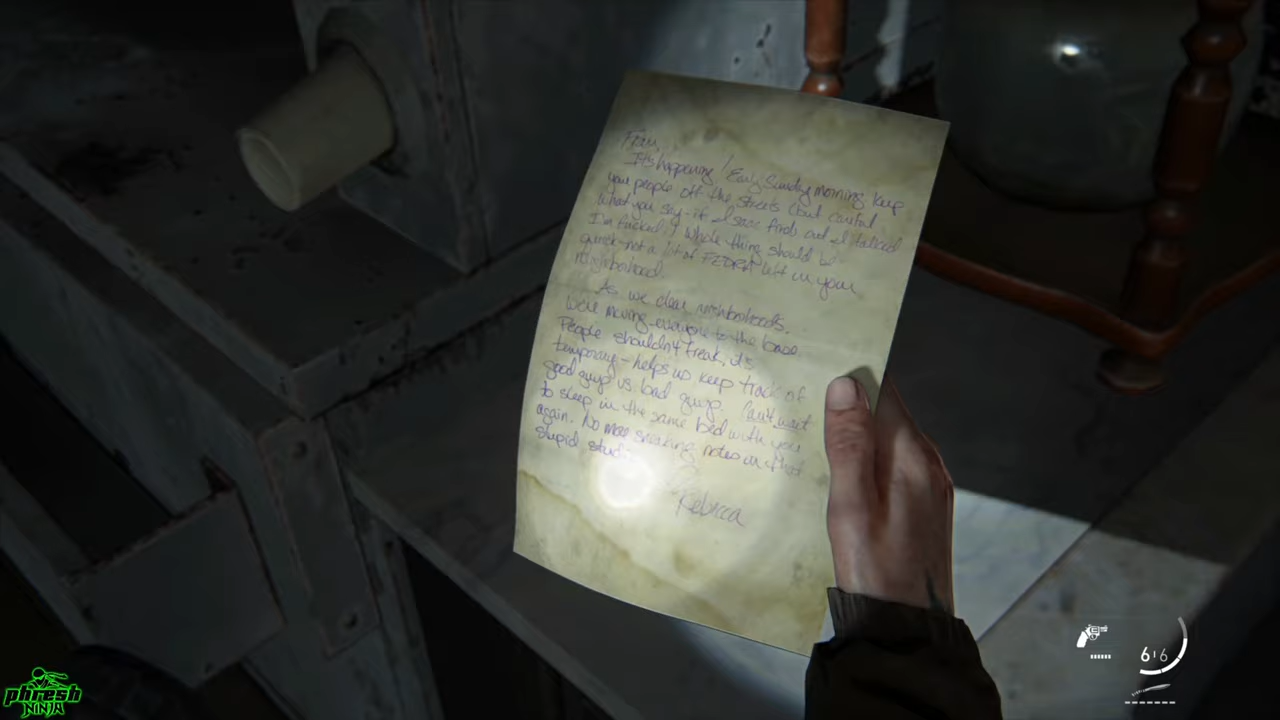 Fran,
It's happening! Early Sunday morning keep
your people off the streets (but careful
what you say - if Isaac finds out I talked
I'm fucked). Whole thing should be
quick - not a lot of FEDRA left in your
neighborhood.
As we clear neighborhoods,
we're moving everyone to the base.
People shouldn't freak, it's
temporary - helps us keep track of
good guys vs. bad guys. Can't wait
to sleep in the same bed with you
again. No more sneaking notes in that
stupid
Rebecca
6 6
phresh
NINJA